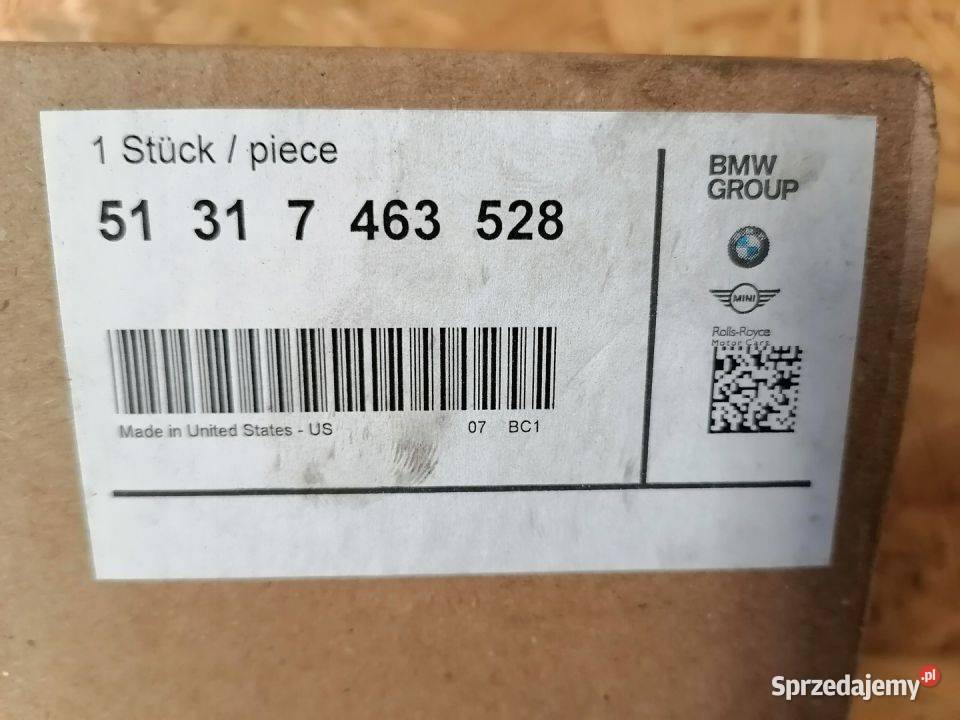 1 Stück / piece
51 31 7 463 528
Made in United States - US
07 BC1
BMW
GROUP
MINI
Rolls-Royce
Motor Cars
Sprzedajemy.pl